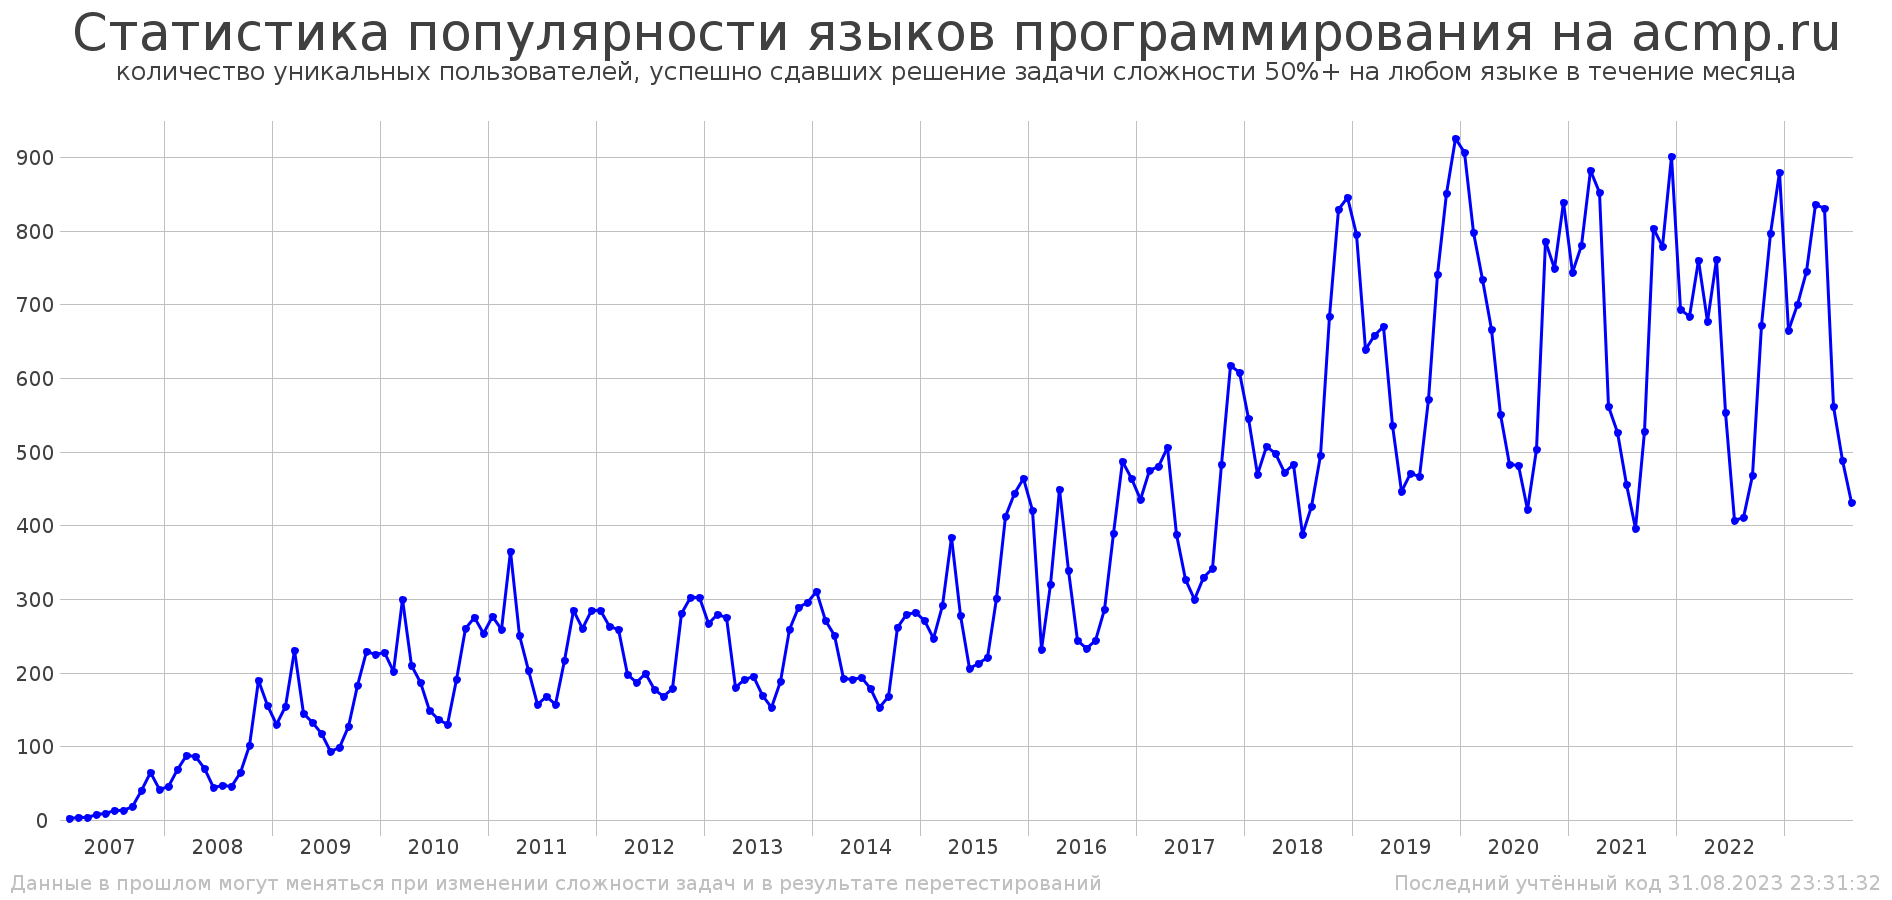 Статистика популярности языков программирования на acmp.ru
количество уникальных пользователей, успешно сдавших решение задачи сложности 50%+ на любом языке в течение месяца
900
800
700
600
500
400
300
200
100
0
2007 2008 2009 2010 2011 2012 2013 2014 2015 2016 2017 2018 2019 2020 2021 2022
Данные в прошлом могут меняться при изменении сложности задач и в результате перетестирований
Последний учтённый код 31.08.2023 23:31:32